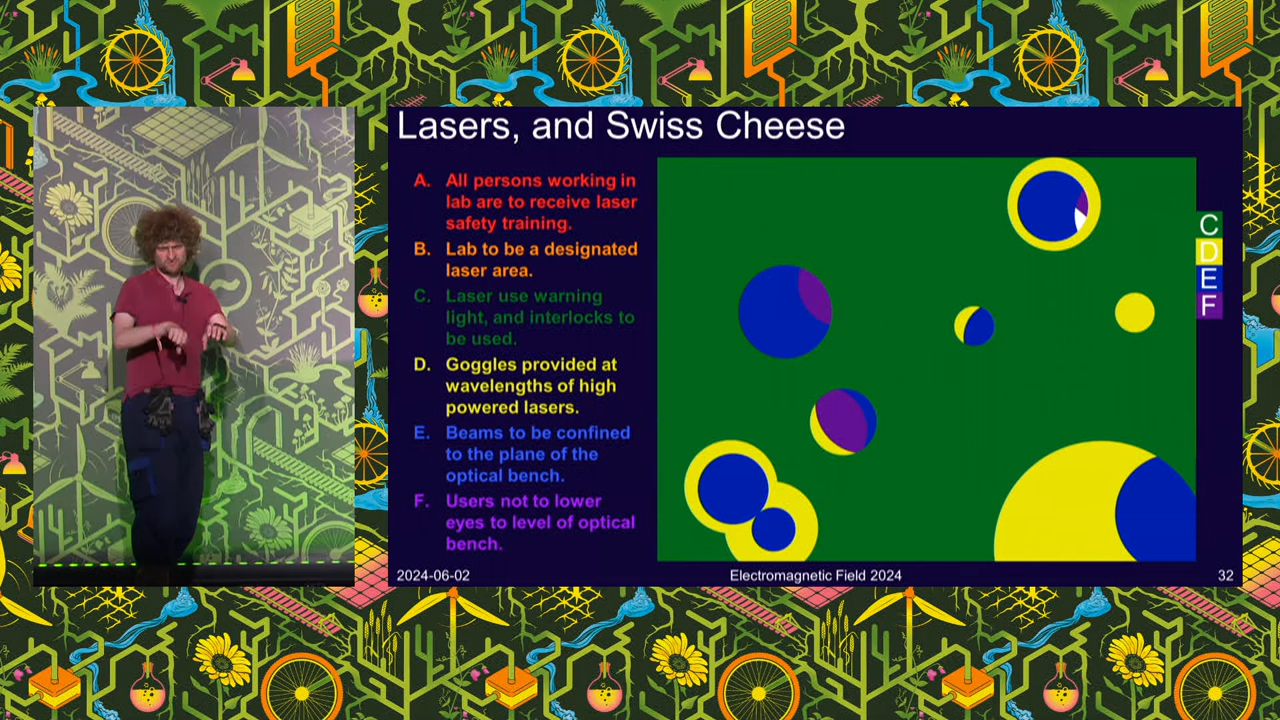 Lasers, and Swiss Cheese
A. All persons working in
lab are to receive laser
safety training.
B. Lab to be a designated
laser area.
C. Laser use warning
light, and interlocks to
be used.
D. Goggles provided at
wavelengths of high
powered lasers.
E. Beams to be confined
to the plane of the
optical bench.
F. Users not to lower
eyes to level of optical
bench.
C
D
E
F
2024-06-02
Electromagnetic Field 2024
32